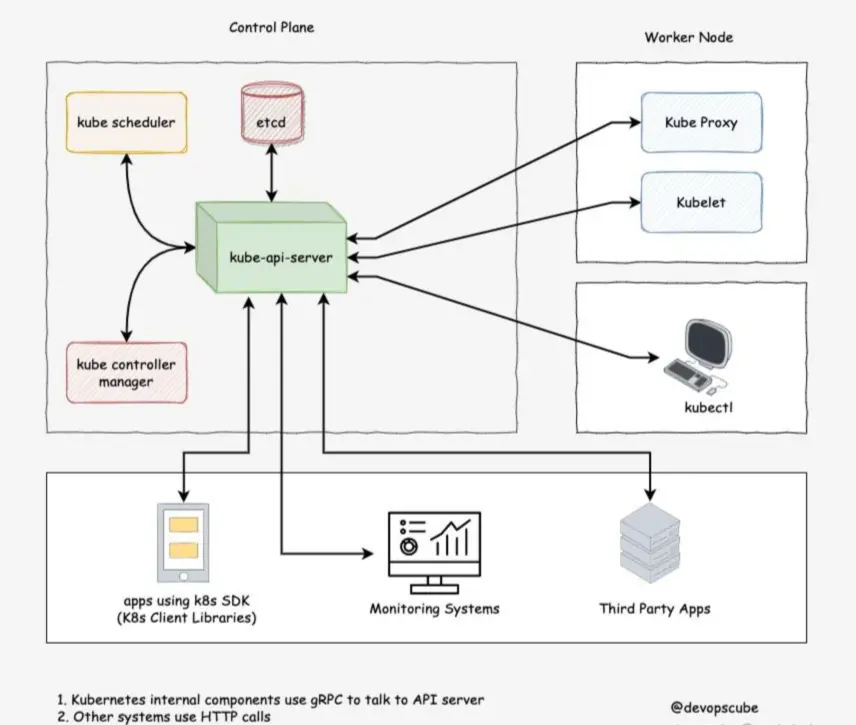 Control Plane
Worker Node
kube scheduler
etcd
Kube Proxy
Kubelet
kube-api-server
kube controller
manager
kubectl
apps using k8s SDK
(K8s Client Libraries)
Monitoring Systems
Third Party Apps
1. Kubernetes internal components use gRPC to talk to API server
2. Other systems use HTTP calls
@devopscube